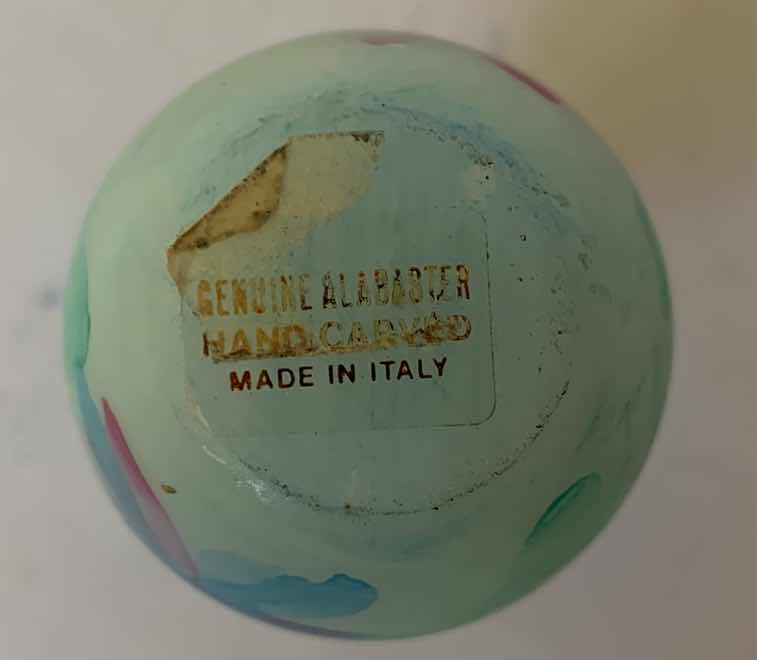 GENUINE ALABASTER
HAND CARVED
MADE IN ITALY